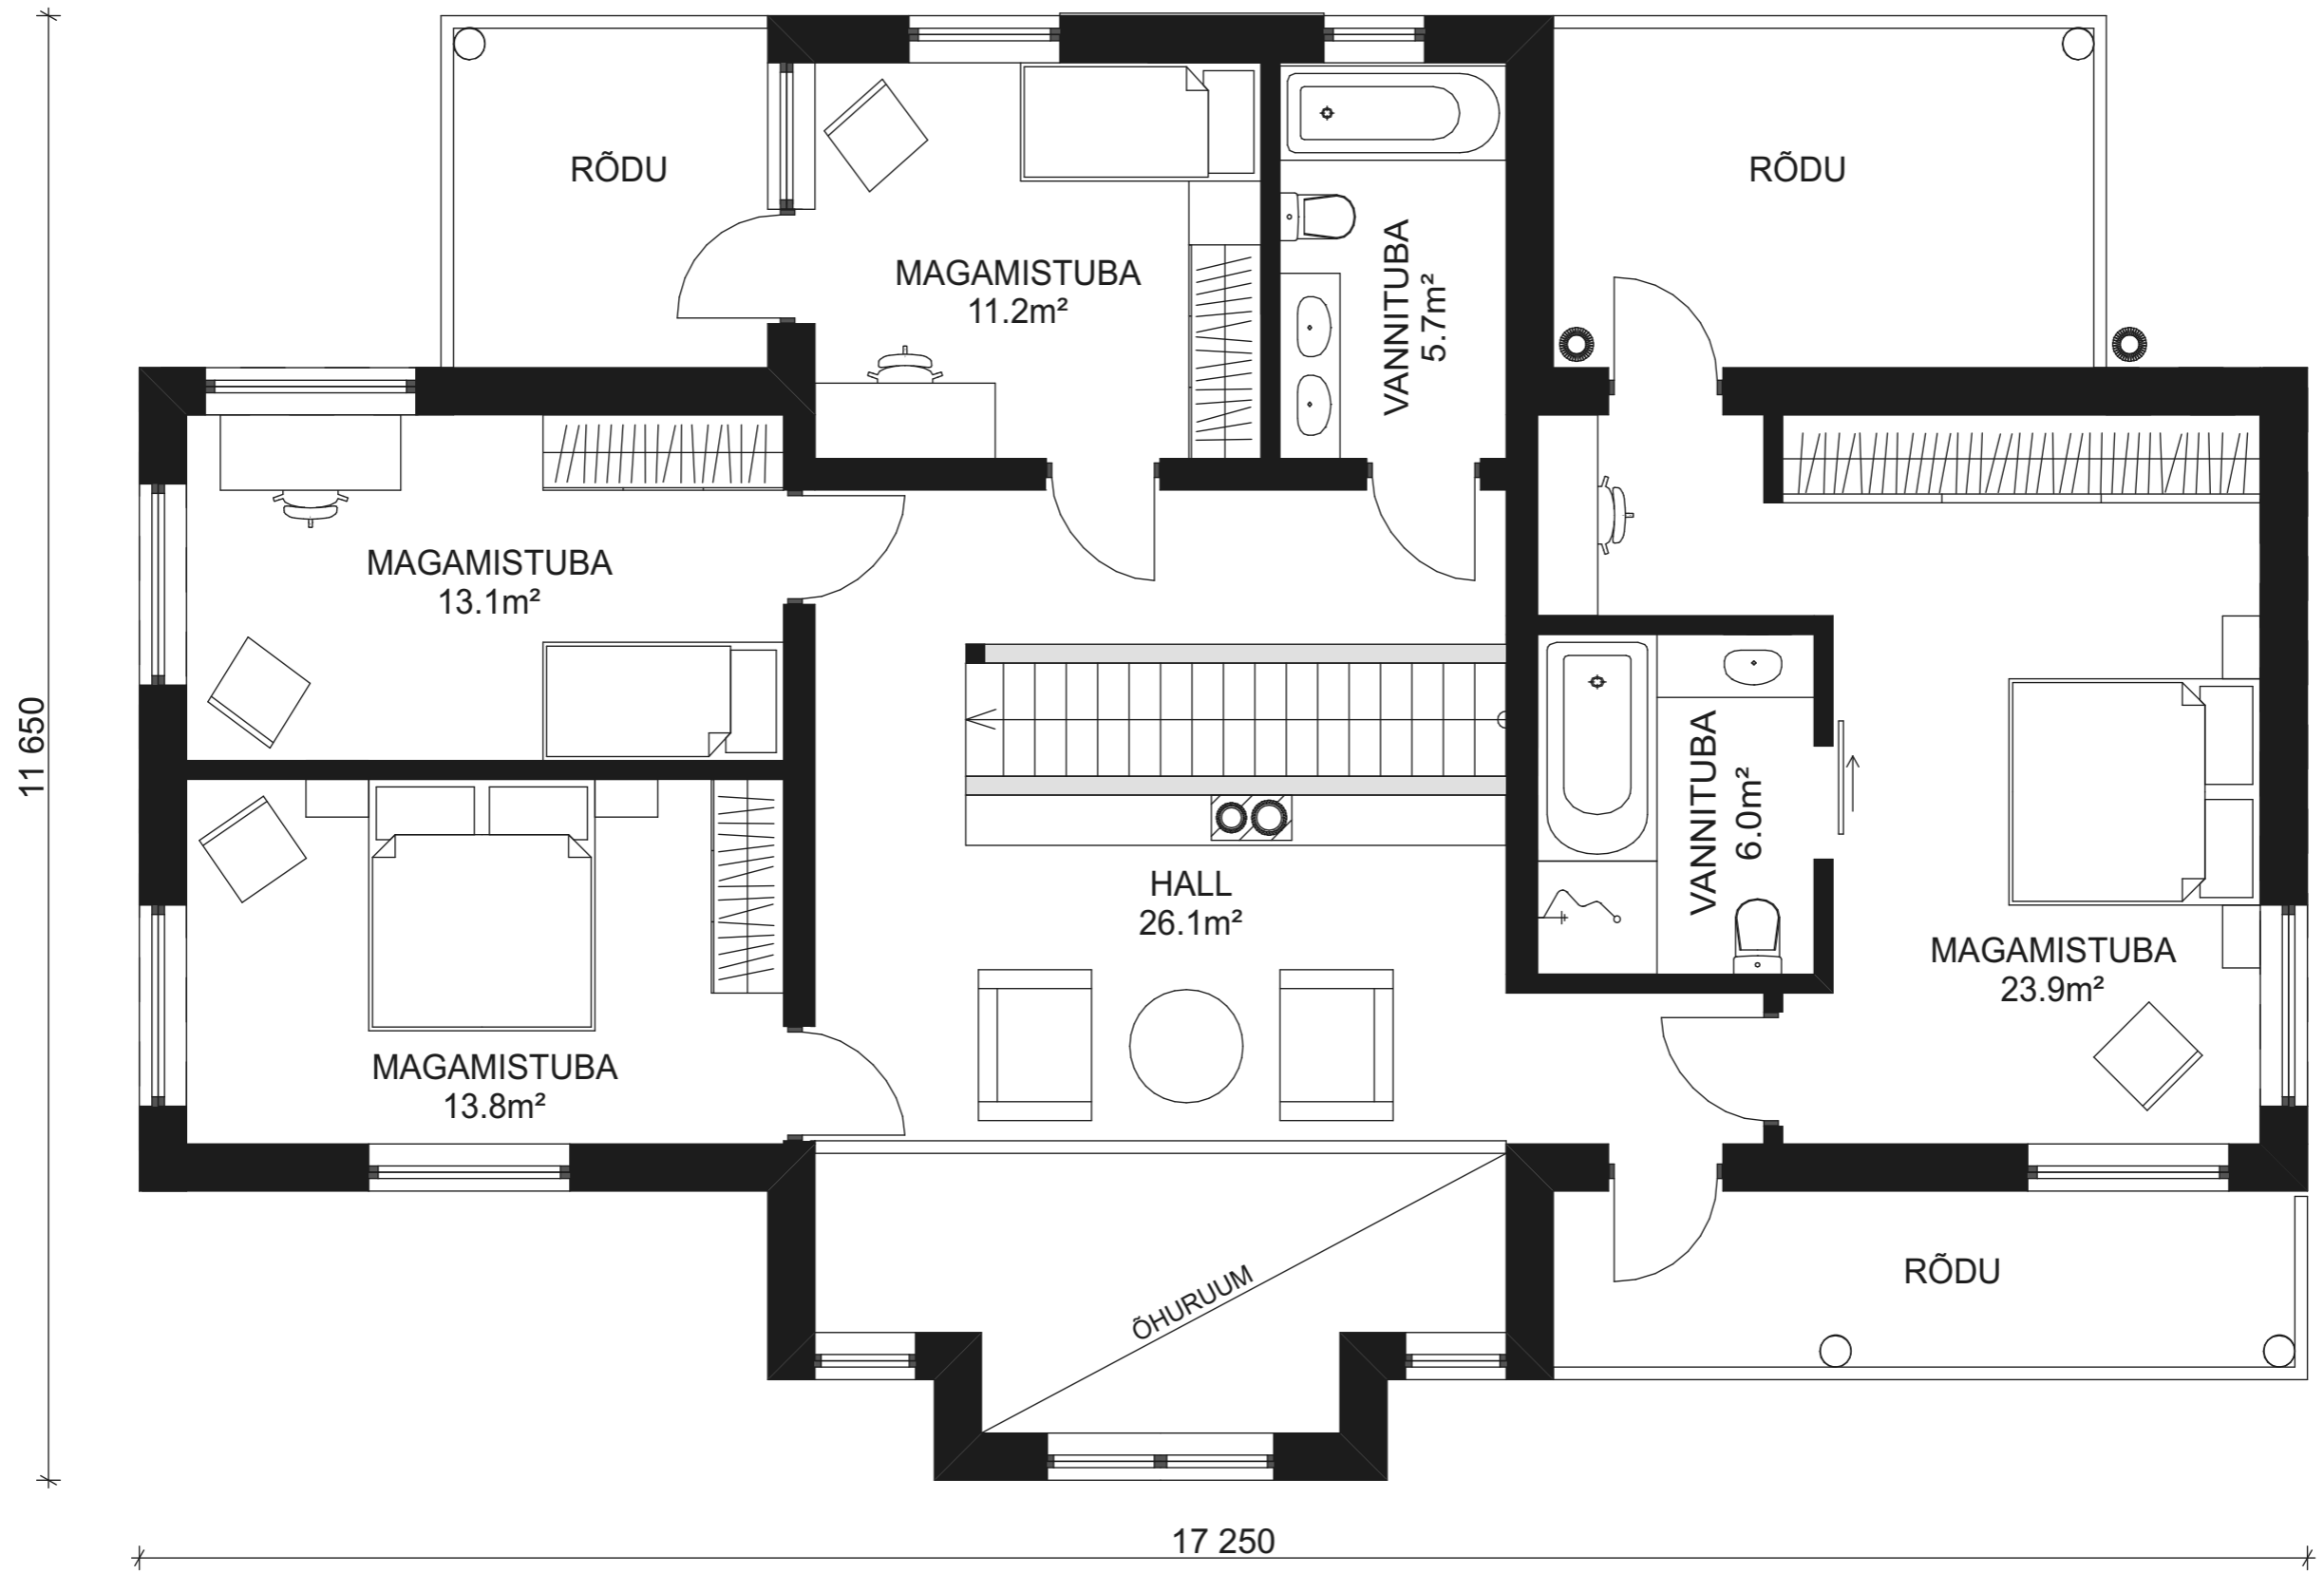 RÕDU
RÕDU
MAGAMISTUBA
11.2m²
VANNITUBA
5.7m²
MAGAMISTUBA
13.1m²
11 650
VANNITUBA
6.0m²
HALL
26.1m²
MAGAMISTUBA
23.9m²
MAGAMISTUBA
13.8m²
RÕDU
ÕHURUUM
17 250